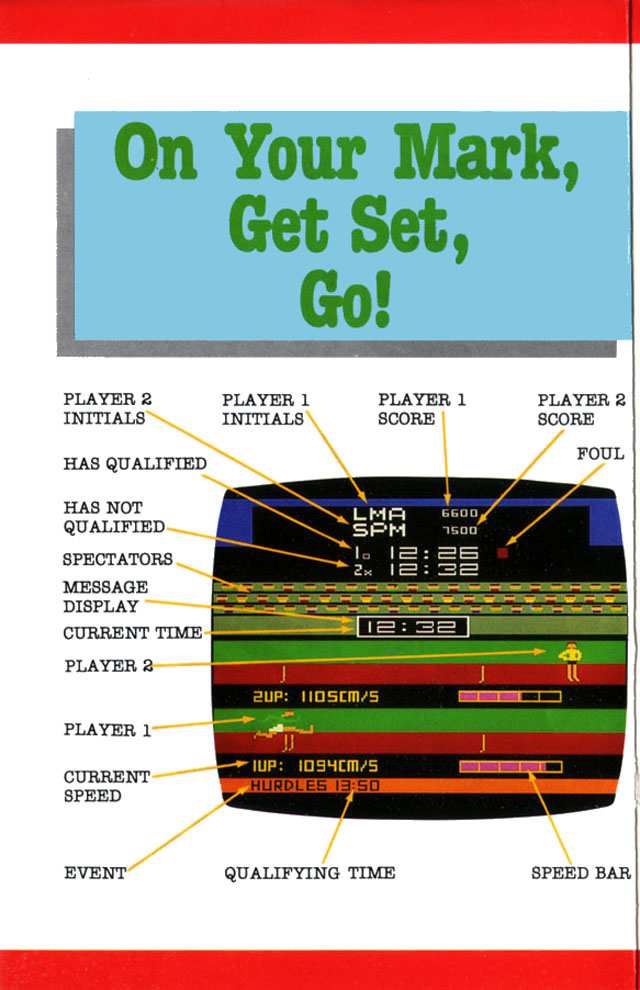 On Your Mark,
Get Set,
Go!
PLAYER 2
INITIALS
PLAYER 1
INITIALS
PLAYER 1
SCORE
PLAYER 2
SCORE
HAS QUALIFIED
FOUL
HAS NOT
QUALIFIED
SPECTATORS
MESSAGE
DISPLAY
CURRENT TIME
PLAYER 2
PLAYER 1
CURRENT
SPEED
EVENT
QUALIFYING TIME
SPEED BAR
LMA 6600
SPM 7500
1o 12:26
2x 12:32
12:32
2UP: 1105CM/S
1UP: 1094CM/S
HURDLES 13:50